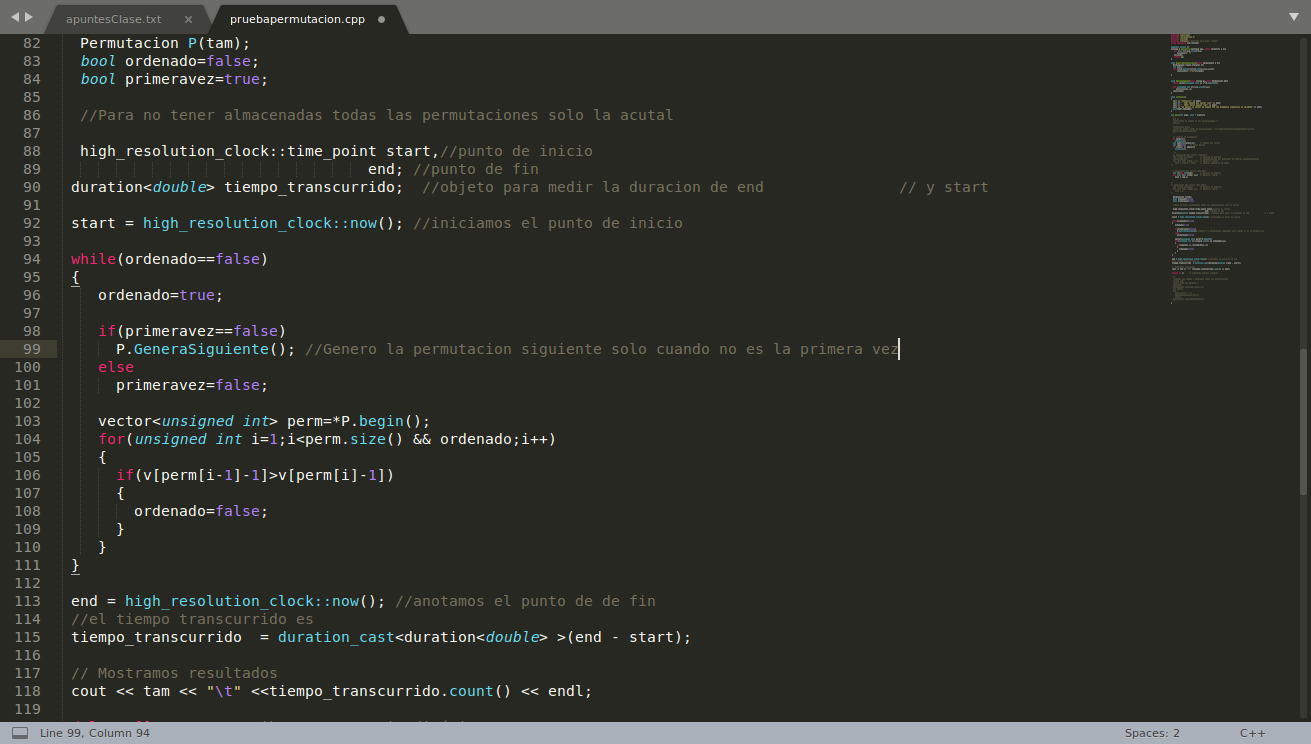 apuntesClase.txt × pruebapermutacion.cpp
82 Permutacion P(tam);
83 bool ordenado=false;
84 bool primeravez=true;
85
86 //Para no tener almacenadas todas las permutaciones solo la acutal
87
88 high_resolution_clock::time_point start,//punto de inicio
89 end; //punto de fin
90 duration<double> tiempo_transcurrido; //objeto para medir la duracion de end // y start
91
92 start = high_resolution_clock::now(); //iniciamos el punto de inicio
93
94 while(ordenado==false)
95 {
96 ordenado=true;
97
98 if(primeravez==false)
99 P.GeneraSiguiente(); //Genero la permutacion siguiente solo cuando no es la primera vez
100 else
101 primeravez=false;
102
103 vector<unsigned int> perm=*P.begin();
104 for(unsigned int i=1;i<perm.size() && ordenado;i++)
105 {
106 if(v[perm[i-1]-1]>v[perm[i]-1])
107 {
108 ordenado=false;
109 }
110 }
111 }
112
113 end = high_resolution_clock::now(); //anotamos el punto de de fin
114 //el tiempo transcurrido es
115 tiempo_transcurrido = duration_cast<duration<double> >(end - start);
116
117 // Mostramos resultados
118 cout << tam << "\t" <<tiempo_transcurrido.count() << endl;
119
Line 99, Column 94 Spaces: 2 C++